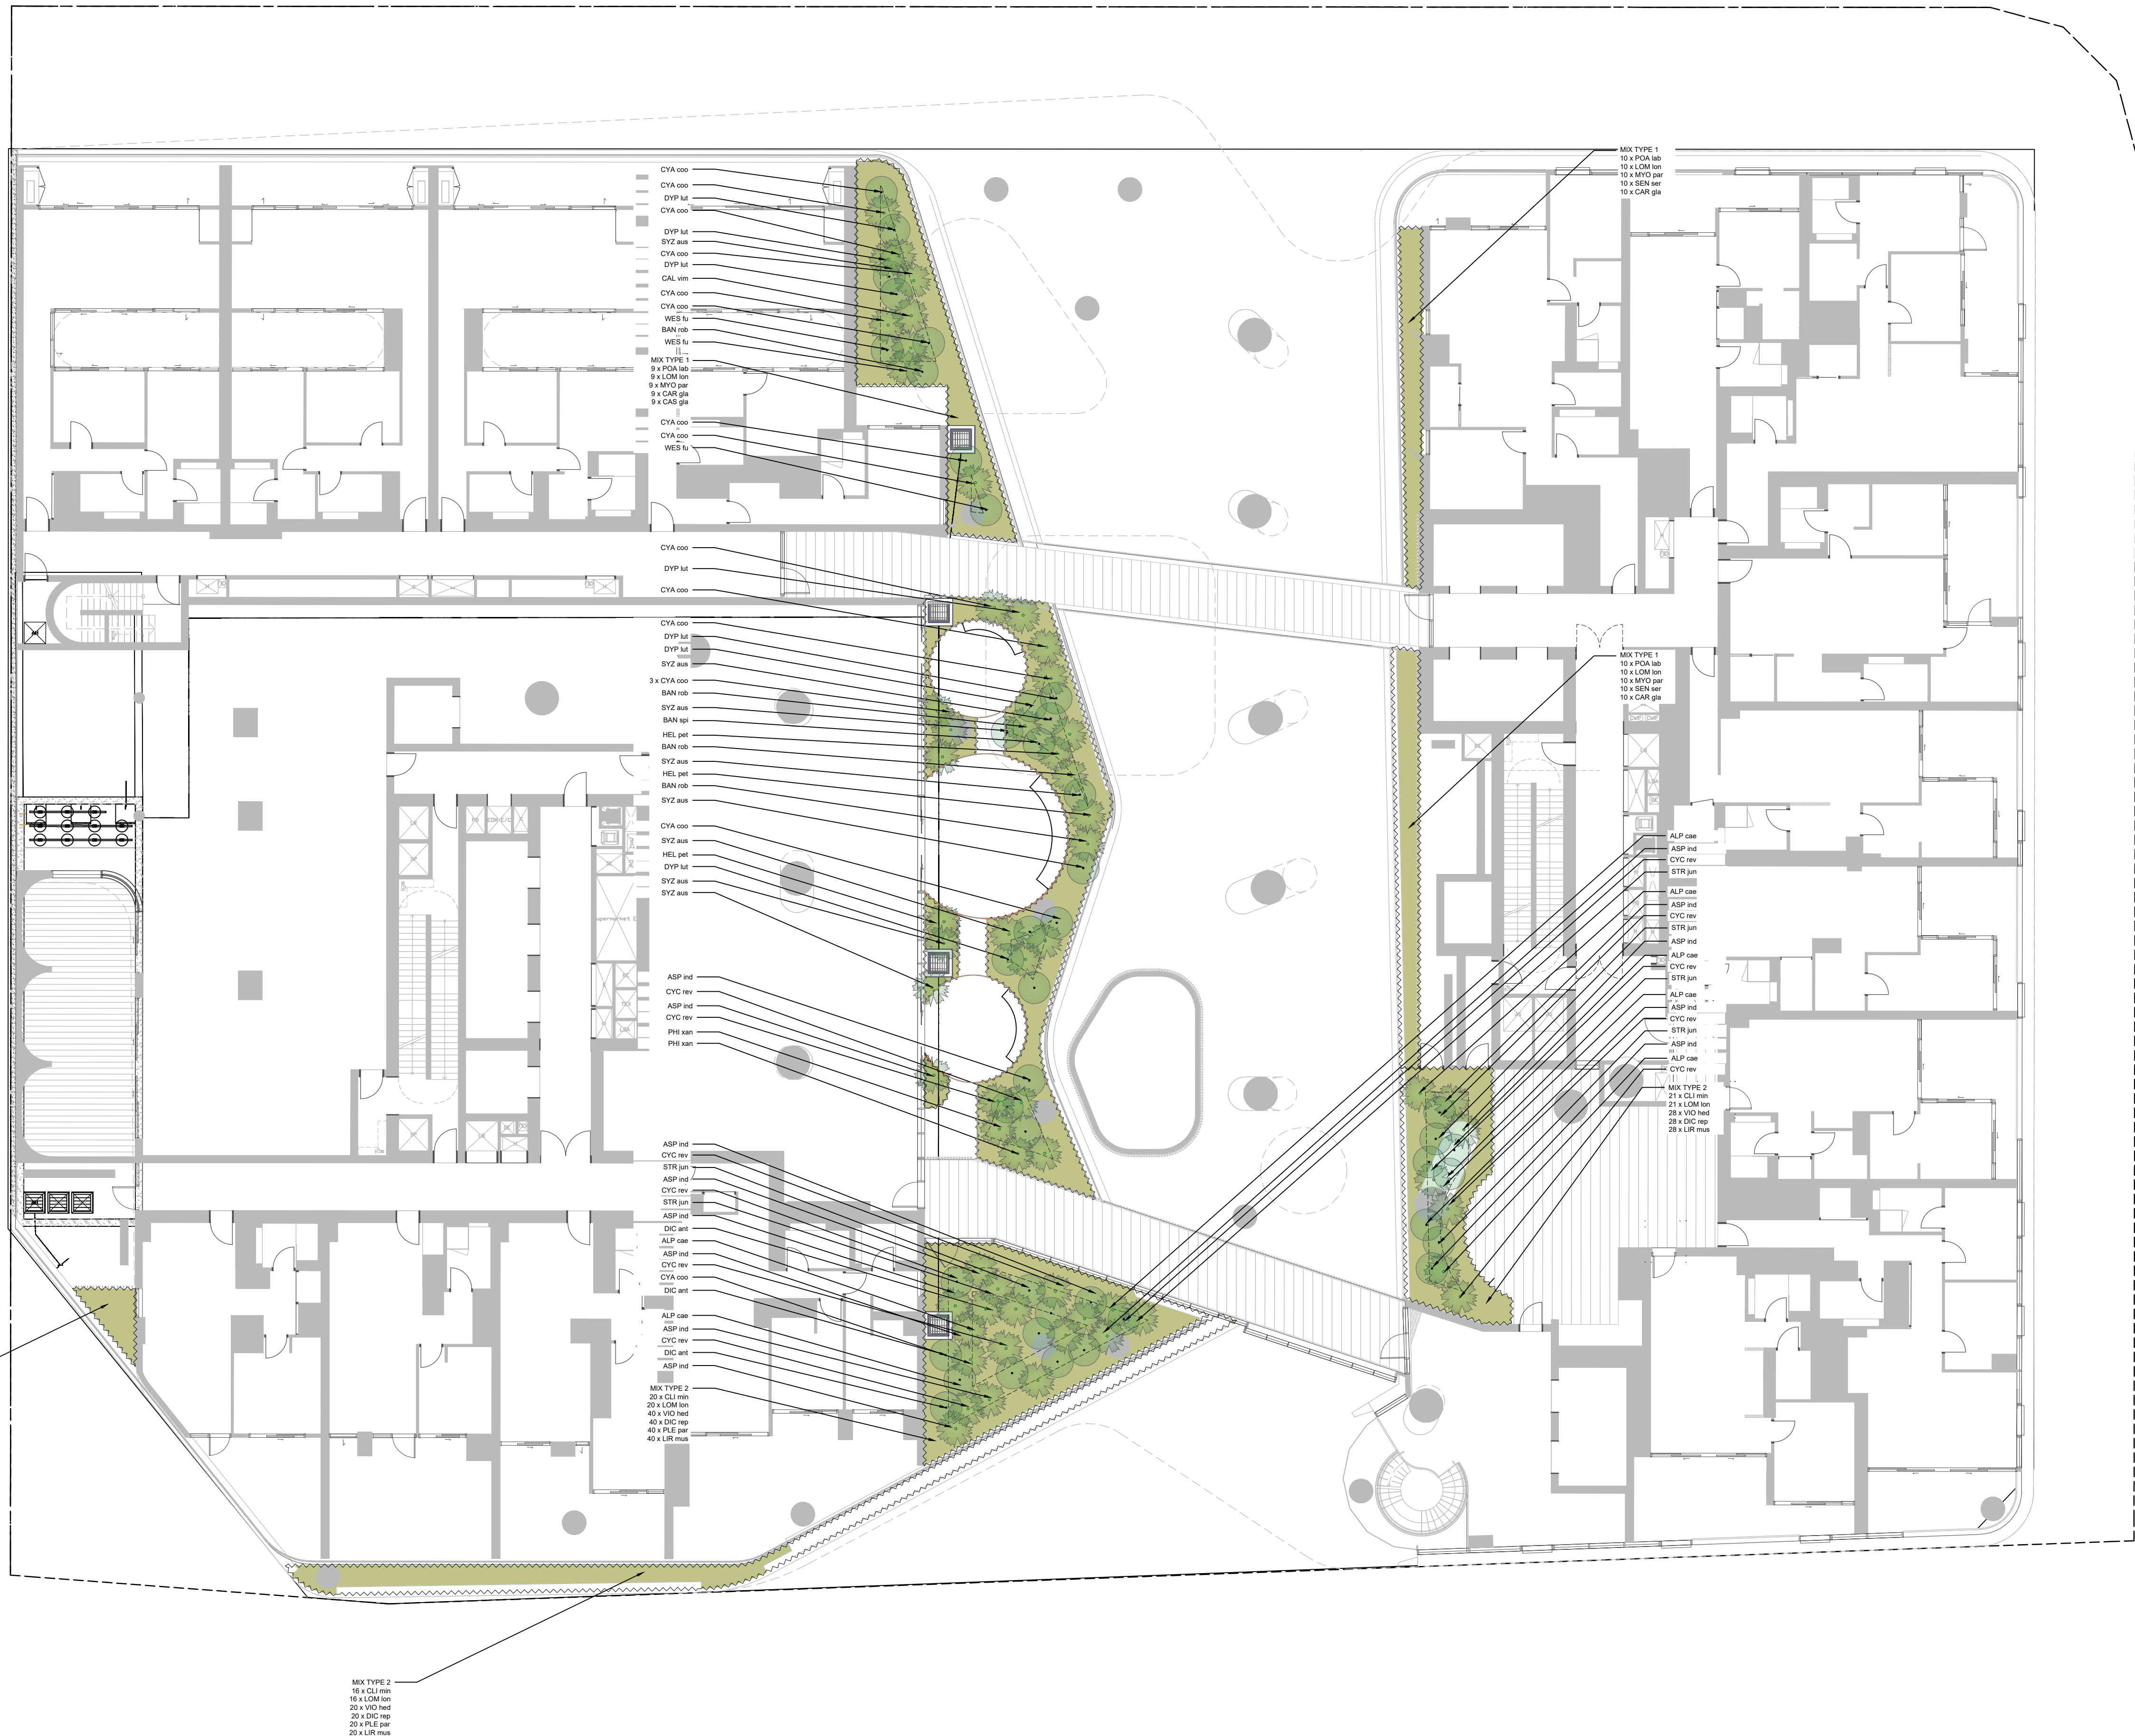 CYA coo
CYA coo
DYP lut
CYA coo
DYP lut
SYZ aus
CYA coo
DYP lut
CAL vim
CYA coo
CYA coo
WES fu
BAN rob
WES fu
MIX TYPE 1
9 x POA lab
9 x LOM lon
9 x MYO par
9 x CAR gla
9 x CAS gla
CYA coo
CYA coo
WES fu
CYA coo
DYP lut
CYA coo
CYA coo
DYP lut
DYP lut
SYZ aus
3 x CYA coo
BAN rob
SYZ aus
BAN spi
HEL pet
BAN rob
SYZ aus
HEL pet
BAN rob
SYZ aus
CYA coo
SYZ aus
HEL pet
DYP lut
SYZ aus
SYZ aus
ASP ind
CYC rev
ASP ind
CYC rev
PHI xan
PHI xan
ASP ind
CYC rev
STR jun
ASP ind
CYC rev
STR jun
ASP ind
DIC ant
ALP cae
ASP ind
CYC rev
CYA coo
DIC ant
ALP cae
ASP ind
CYC rev
DIC ant
ASP ind
MIX TYPE 2
20 x CLI min
20 x LOM lon
40 x VIO hed
40 x DIC rep
40 x PLE par
40 x LIR mus
MIX TYPE 1
10 x POA lab
10 x LOM lon
10 x MYO par
10 x SEN ser
10 x CAR gla
MIX TYPE 1
10 x POA lab
10 x LOM lon
10 x MYO par
10 x SEN ser
10 x CAR gla
ALP cae
ASP ind
CYC rev
STR jun
ALP cae
ASP ind
CYC rev
STR jun
ASP ind
ALP cae
CYC rev
STR jun
ALP cae
ASP ind
CYC rev
STR jun
ASP ind
ALP cae
CYC rev
MIX TYPE 2
21 x CLI min
21 x LOM lon
28 x VIO hed
28 x DIC rep
28 x LIR mus
MIX TYPE 2
16 x CLI min
16 x LOM lon
20 x VIO hed
20 x DIC rep
20 x PLE par
20 x LIR mus